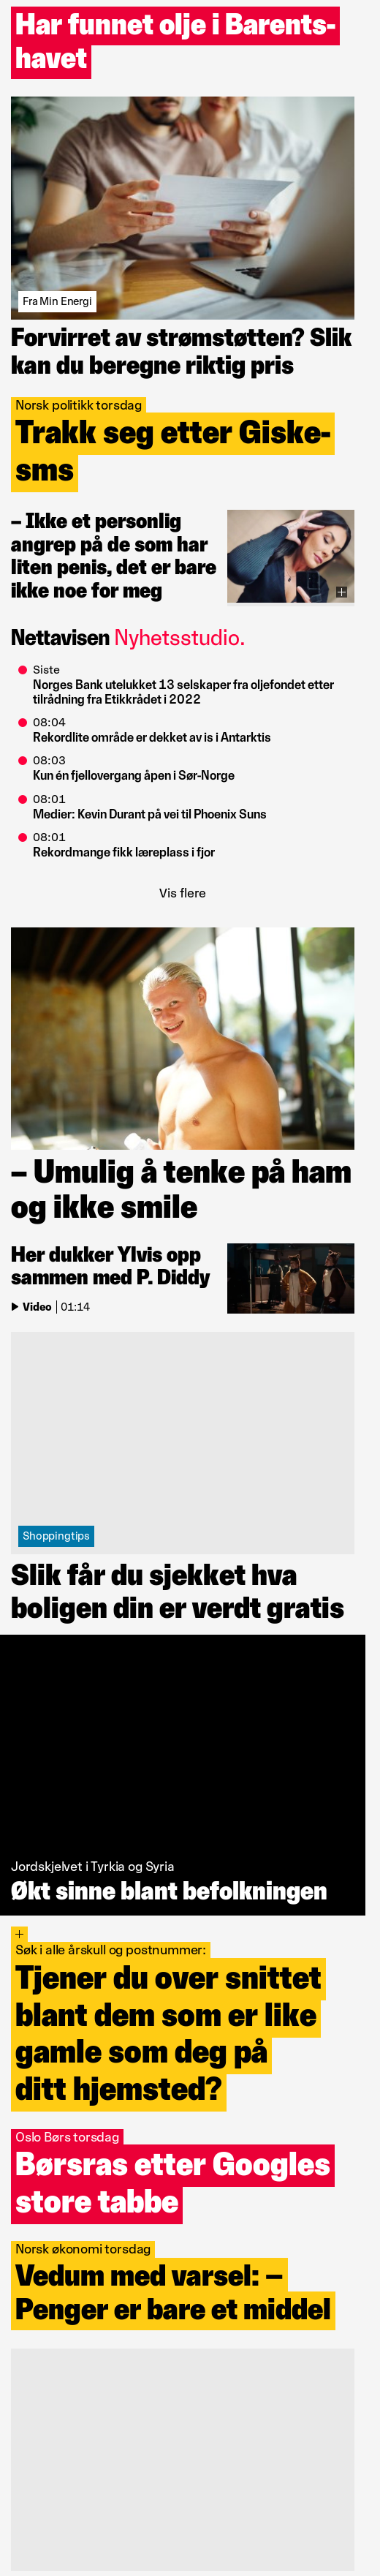 Har funnet olje i Barents-
havet
Fra Min Energi
Forvirret av strømstøtten? Slik
kan du beregne riktig pris
Norsk politikk torsdag
Trakk seg etter Giske-
sms
– Ikke et personlig
angrep på de som har
liten penis, det er bare
ikke noe for meg
Nettavisen Nyhetsstudio.
Siste
Norges Bank utelukket 13 selskaper fra oljefondet etter
tilrådning fra Etikkrådet i 2022
08:04
Rekordlite område er dekket av is i Antarktis
08:03
Kun én fjellovergang åpen i Sør-Norge
08:01
Medier: Kevin Durant på vei til Phoenix Suns
08:01
Rekordmange fikk læreplass i fjor
Vis flere
– Umulig å tenke på ham
og ikke smile
Her dukker Ylvis opp
sammen med P. Diddy
Video 01:14
Shoppingtips
Slik får du sjekket hva
boligen din er verdt gratis
Jordskjelvet i Tyrkia og Syria
Økt sinne blant befolkningen
Søk i alle årskull og postnummer:
Tjener du over snittet
blant dem som er like
gamle som deg på
ditt hjemsted?
Oslo Børs torsdag
Børsras etter Googles
store tabbe
Norsk økonomi torsdag
Vedum med varsel: –
Penger er bare et middel